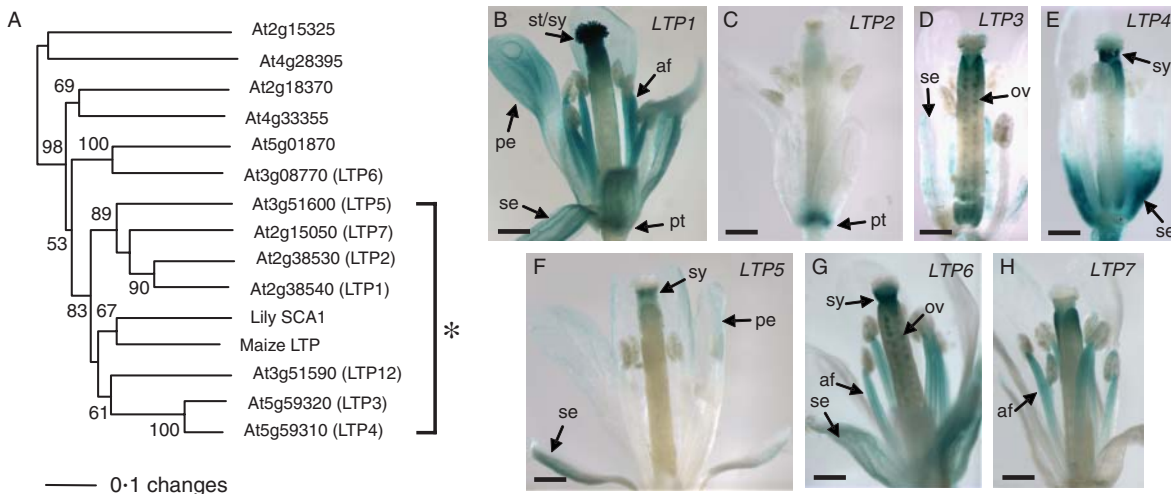 A
At2g15325
At4g28395
69
At2g18370
At4g33355
98
100
At5g01870
At3g08770 (LTP6)
53
89
At3g51600 (LTP5)
At2g15050 (LTP7)
At2g38530 (LTP2)
90
At2g38540 (LTP1)
83
67
Lily SCA1
Maize LTP
*
At3g51590 (LTP12)
61
At5g59320 (LTP3)
100
At5g59310 (LTP4)
0·1 changes
B
LTP1
st/sy
af
pe
se
pt
C
LTP2
pt
D
LTP3
se
ov
E
LTP4
sy
se
F
LTP5
sy
pe
se
G
LTP6
sy
ov
af
se
H
LTP7
af